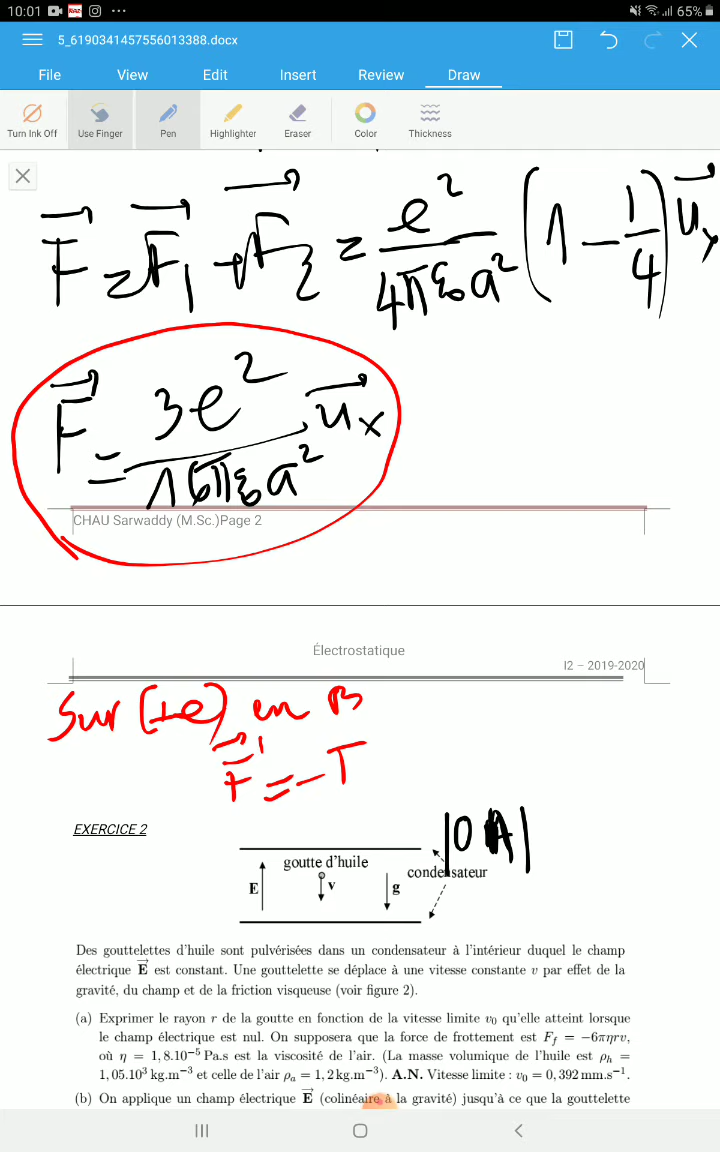 10:01 65%
5_6190341457556013388.docx
File View Edit Insert Review Draw
Turn Ink Off Use Finger Pen Highlighter Eraser Color Thickness
F = F₁ + F₂ = e²/4πε₀a² (1 - 1/4) uₓ
F = 3e²/16πε₀a² uₓ
CHAU Sarwaddy (M.Sc.)Page 2
Électrostatique
I2 – 2019-2020
Sur (+e) en B
F' = -
EXERCICE 2
goutte d'huile
condensateur
E v g
Des gouttelettes d'huile sont pulvérisées dans un condensateur à l'intérieur duquel le champ
électrique E⃗ est constant. Une gouttelette se déplace à une vitesse constante v par effet de la
gravité, du champ et de la friction visqueuse (voir figure 2).
(a) Exprimer le rayon r de la goutte en fonction de la vitesse limite v₀ qu'elle atteint lorsque
le champ électrique est nul. On supposera que la force de frottement est F_f = −6πηrv,
où η = 1,8.10⁻⁵ Pa.s est la viscosité de l'air. (La masse volumique de l'huile est ρₕ =
1,05.10³ kg.m⁻³ et celle de l'air ρₐ = 1,2 kg.m⁻³). A.N. Vitesse limite : v₀ = 0,392 mm.s⁻¹.
(b) On applique un champ électrique E⃗ (colinéaire à la gravité) jusqu'à ce que la gouttelette